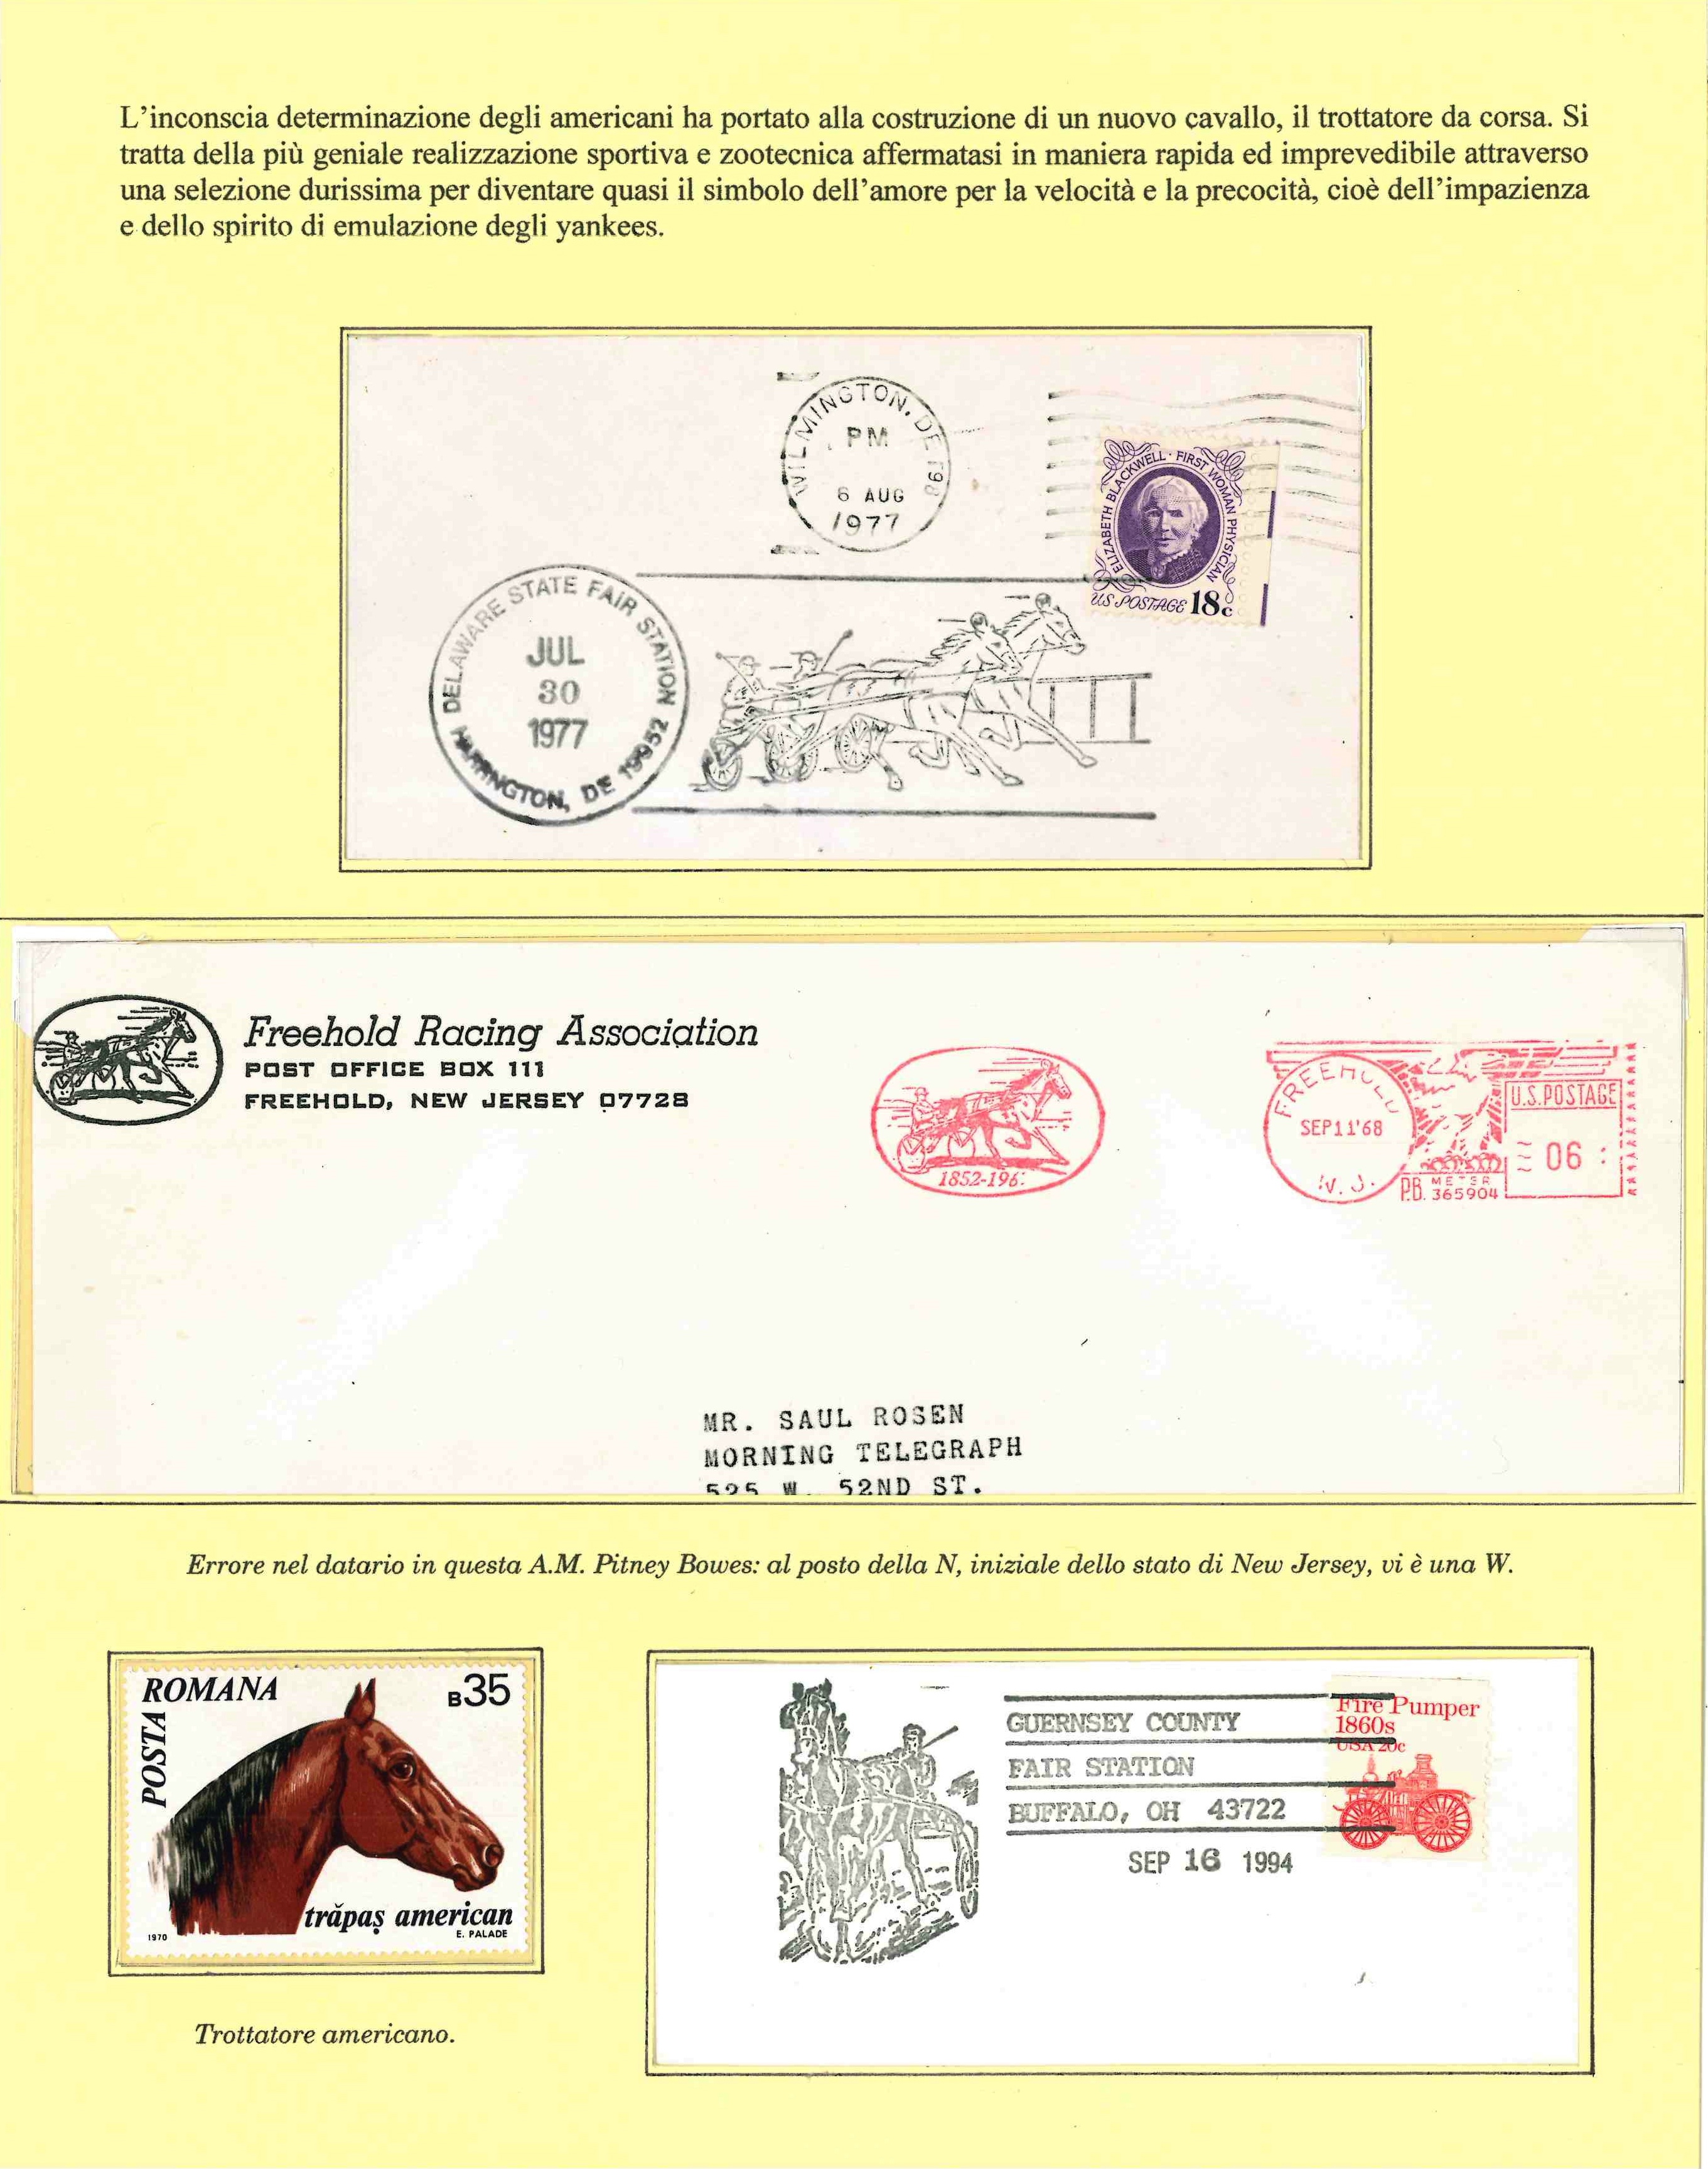 L'inconscia determinazione degli americani ha portato alla costruzione di un nuovo cavallo, il trottatore da corsa. Si
tratta della più geniale realizzazione sportiva e zootecnica affermatasi in maniera rapida ed imprevedibile attraverso
una selezione durissima per diventare quasi il simbolo dell'amore per la velocità e la precocità, cioè dell'impazienza
e dello spirito di emulazione degli yankees.
WILMINGTON, DE 198
PM
6 AUG
1977
ELIZABETH BLACKWELL · FIRST WOMAN PHYSICIAN
US POSTAGE 18c
DELAWARE STATE FAIR STATION
JUL
30
1977
HARRINGTON, DE 19952
Freehold Racing Association
POST OFFICE BOX 111
FREEHOLD, NEW JERSEY 07728
1852-196
FREEHOLD
SEP11'68
W. J.
P.B. METER
365904
U.S. POSTAGE
06
MR. SAUL ROSEN
MORNING TELEGRAPH
525 W. 52ND ST.
Errore nel datario in questa A.M. Pitney Bowes: al posto della N, iniziale dello stato di New Jersey, vi è una W.
POSTA ROMANA
B35
trăpaș american
1970
E. PALADE
Trottatore americano.
GUERNSEY COUNTY
FAIR STATION
BUFFALO, OH 43722
SEP 16 1994
Fire Pumper
1860s
USA 20c